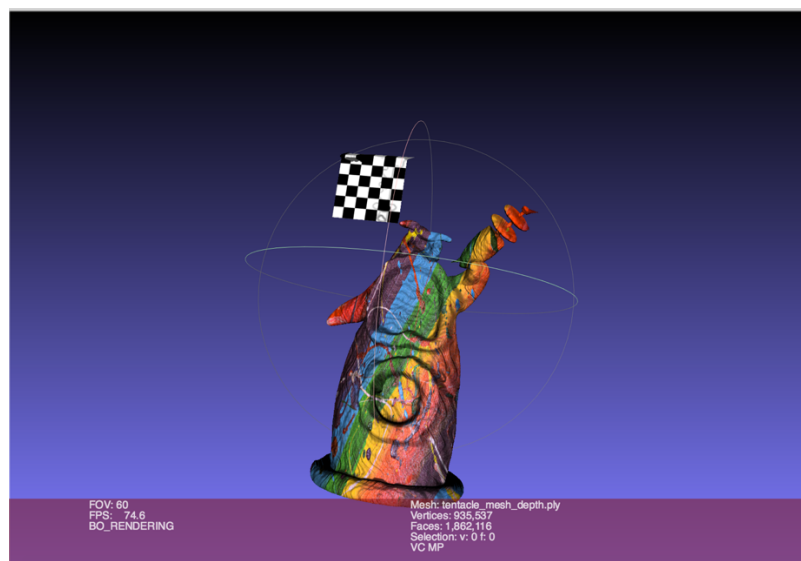 FOV: 60
FPS: 74.6
BO_RENDERING
Mesh: tentacle_mesh_depth.ply
Vertices: 935,537
Faces: 1,862,116
Selection: v: 0 f: 0
VC MP